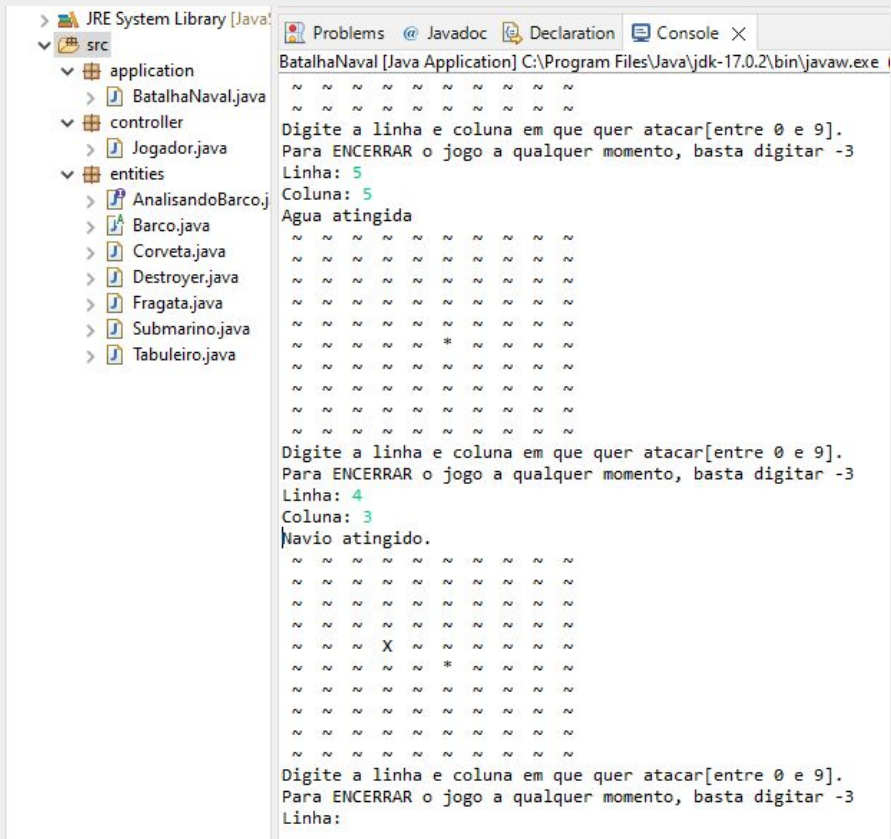 JRE System Library [JavaS
src
application
BatalhaNaval.java
controller
Jogador.java
entities
AnalisandoBarco.j
Barco.java
Corveta.java
Destroyer.java
Fragata.java
Submarino.java
Tabuleiro.java
Problems @ Javadoc Declaration Console
BatalhaNaval [Java Application] C:\Program Files\Java\jdk-17.0.2\bin\javaw.exe (
~ ~ ~ ~ ~ ~ ~ ~ ~ ~
~ ~ ~ ~ ~ ~ ~ ~ ~ ~
Digite a linha e coluna em que quer atacar[entre 0 e 9].
Para ENCERRAR o jogo a qualquer momento, basta digitar -3
Linha: 5
Coluna: 5
Agua atingida
~ ~ ~ ~ ~ ~ ~ ~ ~ ~
~ ~ ~ ~ ~ ~ ~ ~ ~ ~
~ ~ ~ ~ ~ ~ ~ ~ ~ ~
~ ~ ~ ~ ~ ~ ~ ~ ~ ~
~ ~ ~ ~ ~ ~ ~ ~ ~ ~
~ ~ ~ ~ ~ * ~ ~ ~ ~
~ ~ ~ ~ ~ ~ ~ ~ ~ ~
~ ~ ~ ~ ~ ~ ~ ~ ~ ~
~ ~ ~ ~ ~ ~ ~ ~ ~ ~
~ ~ ~ ~ ~ ~ ~ ~ ~ ~
Digite a linha e coluna em que quer atacar[entre 0 e 9].
Para ENCERRAR o jogo a qualquer momento, basta digitar -3
Linha: 4
Coluna: 3
Navio atingido.
~ ~ ~ ~ ~ ~ ~ ~ ~ ~
~ ~ ~ ~ ~ ~ ~ ~ ~ ~
~ ~ ~ ~ ~ ~ ~ ~ ~ ~
~ ~ ~ ~ ~ ~ ~ ~ ~ ~
~ ~ ~ X ~ ~ ~ ~ ~ ~
~ ~ ~ ~ ~ * ~ ~ ~ ~
~ ~ ~ ~ ~ ~ ~ ~ ~ ~
~ ~ ~ ~ ~ ~ ~ ~ ~ ~
~ ~ ~ ~ ~ ~ ~ ~ ~ ~
~ ~ ~ ~ ~ ~ ~ ~ ~ ~
Digite a linha e coluna em que quer atacar[entre 0 e 9].
Para ENCERRAR o jogo a qualquer momento, basta digitar -3
Linha: